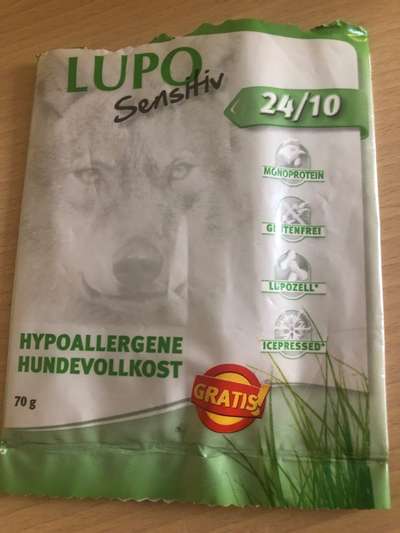 LUPO
Sensitiv
24/10
MONOPROTEIN
GLUTENFREI
LUPOZELL*
ICEPRESSED*
HYPOALLERGENE
HUNDEVOLLKOST
GRATIS!
70 g